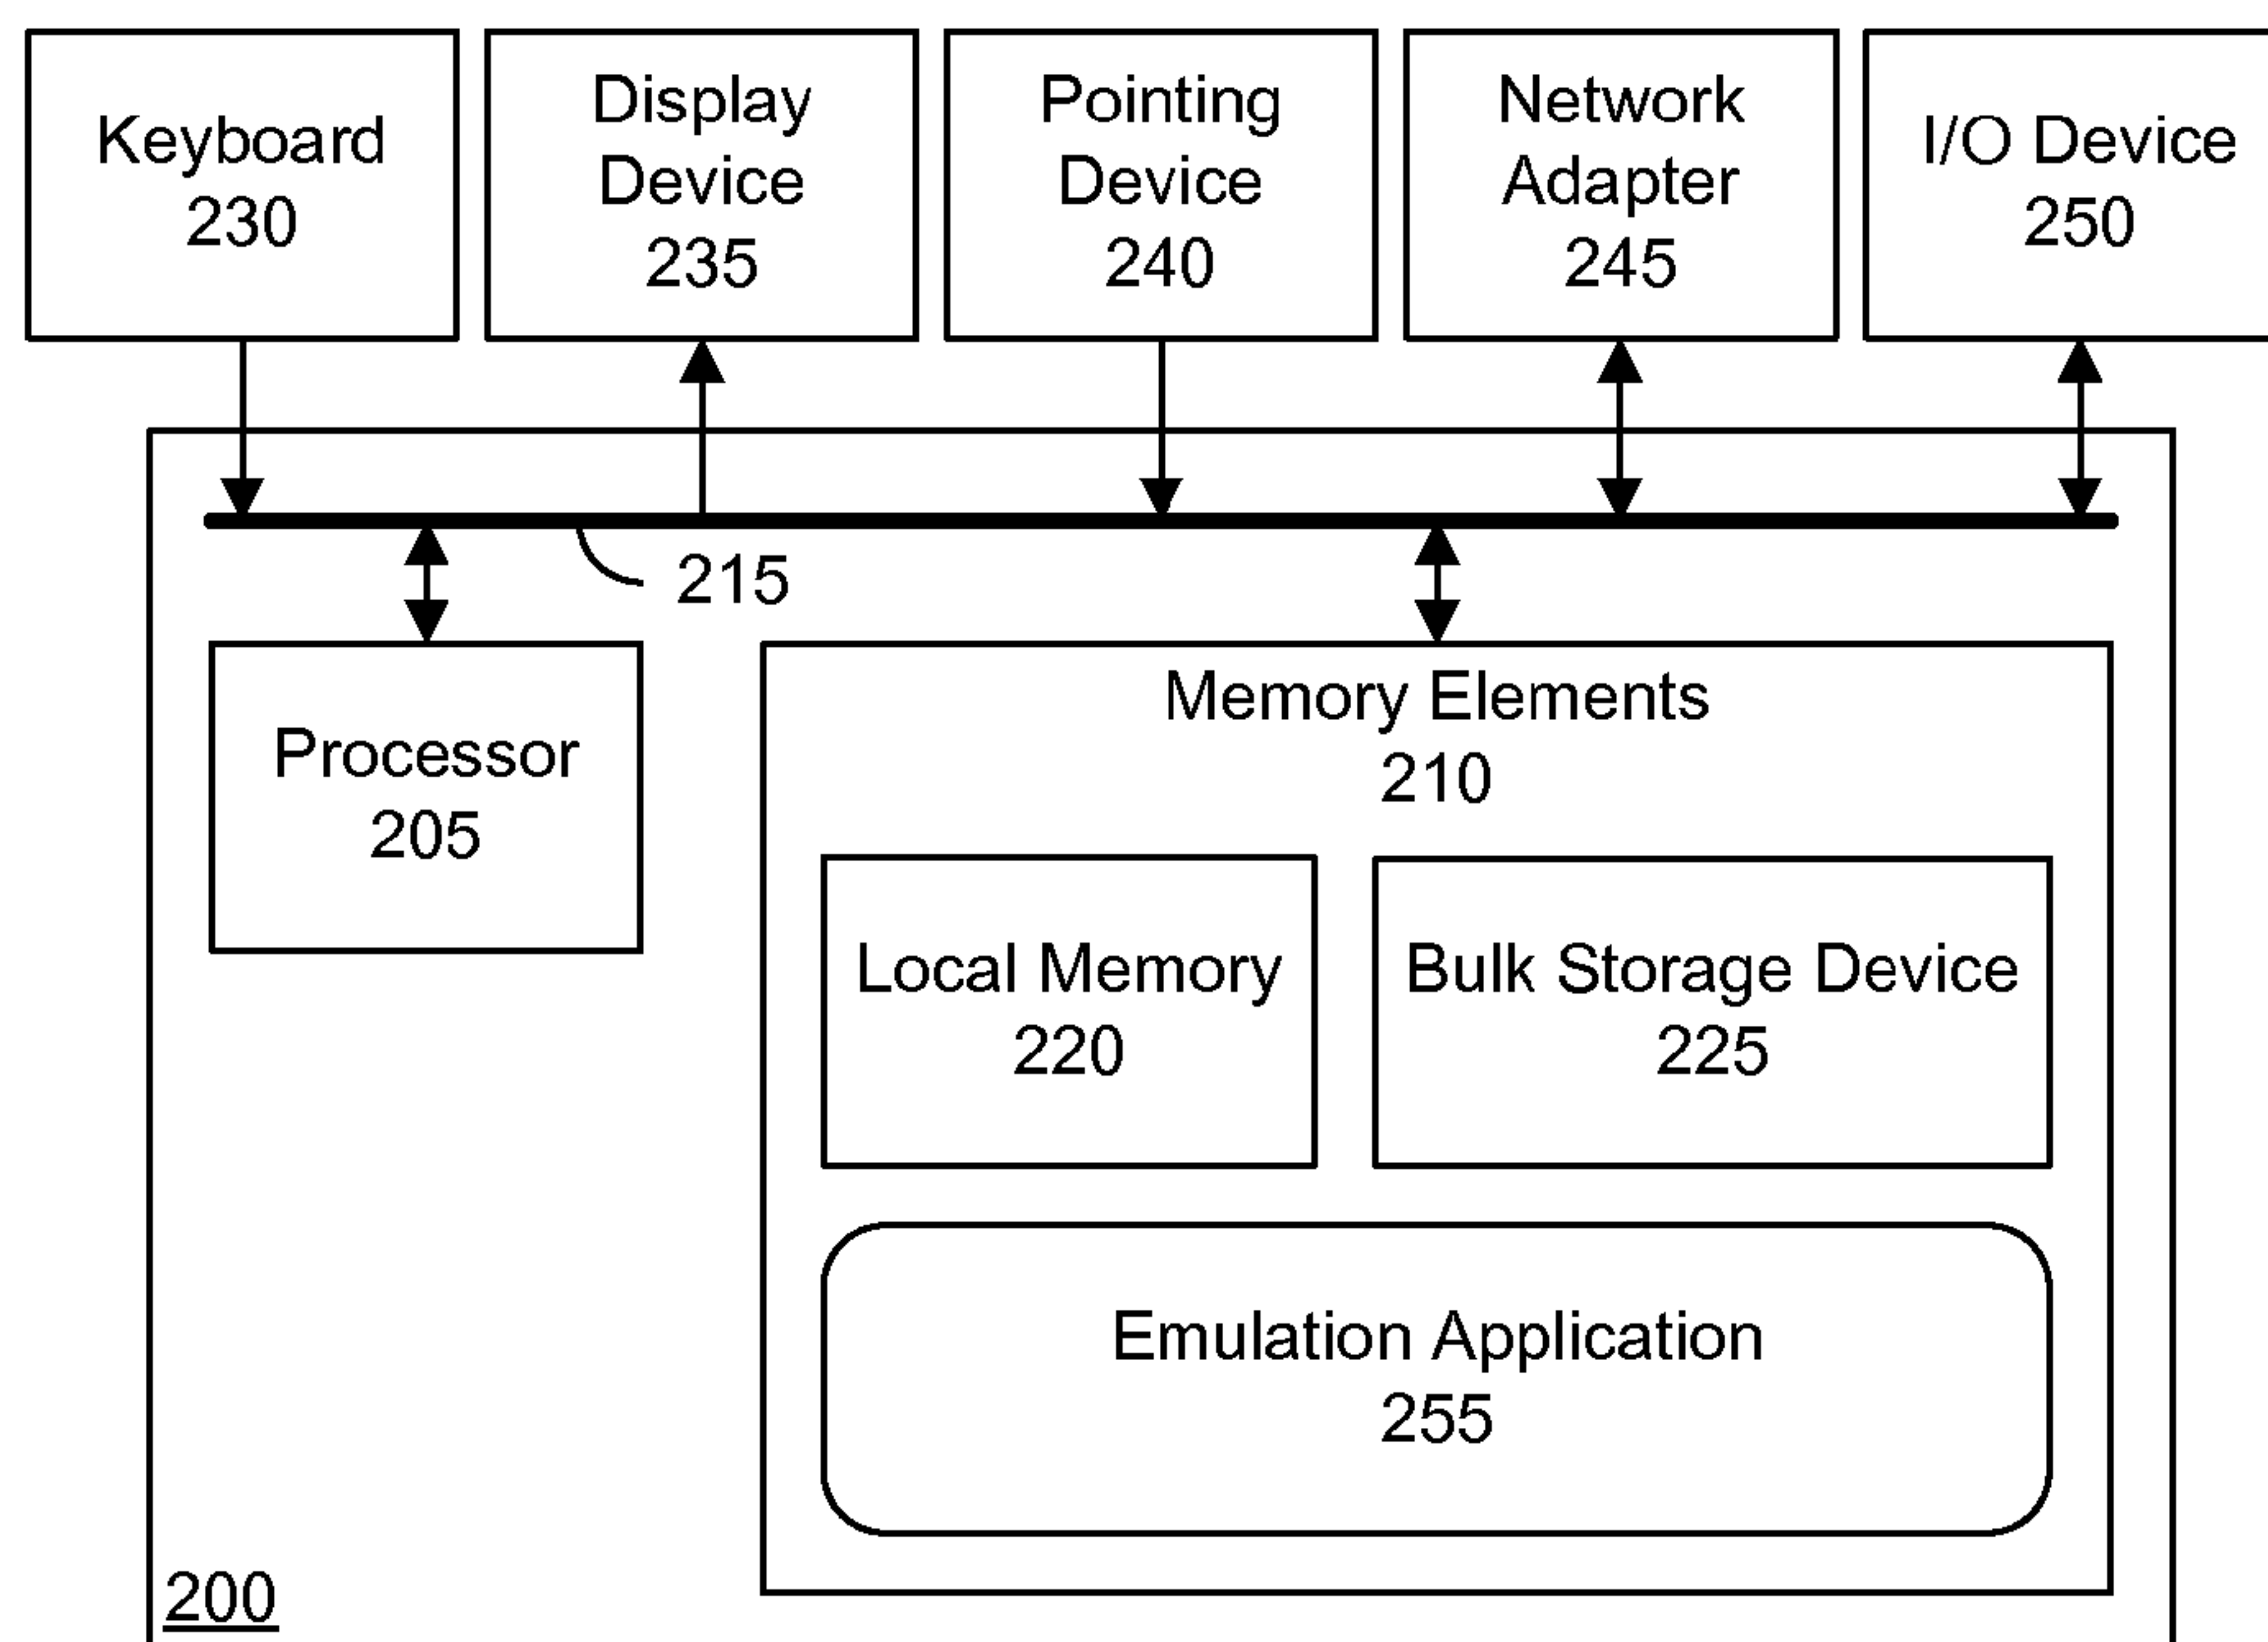 Keyboard
230
Display
Device
235
Pointing
Device
240
Network
Adapter
245
I/O Device
250
215
Processor
205
Memory Elements
210
Local Memory
220
Bulk Storage Device
225
Emulation Application
255
200